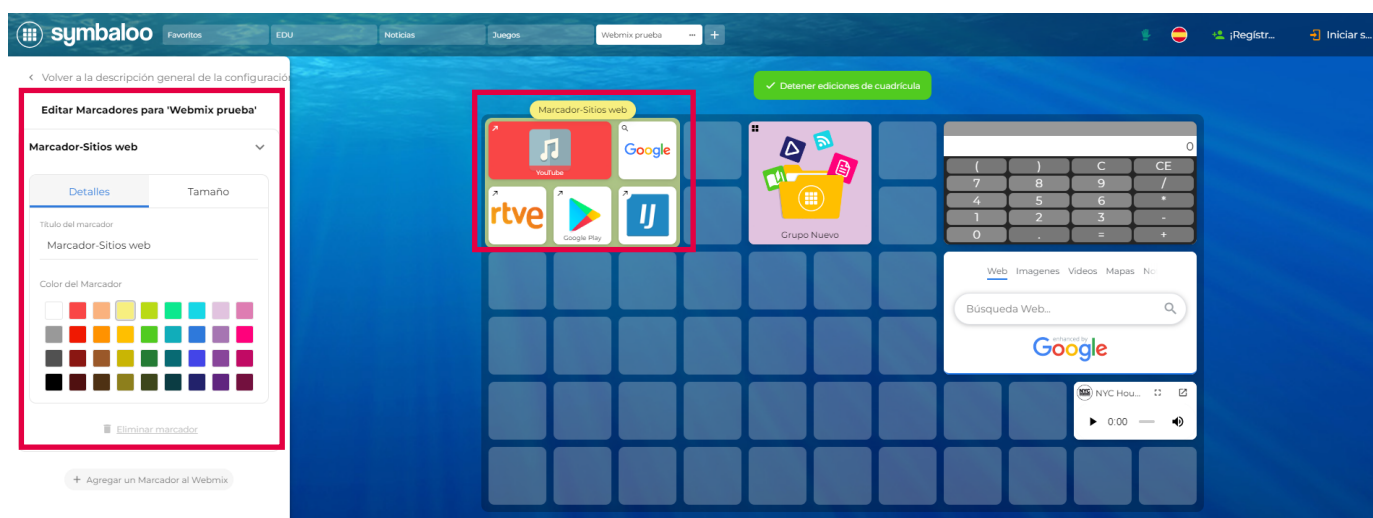 symbaloo
Favoritos
EDU
Noticias
Juegos
Webmix prueba
¡Regístr...
Iniciar s...
Volver a la descripción general de la configuració
Editar Marcadores para 'Webmix prueba'
Marcador-Sitios web
Detalles
Tamaño
Título del marcador
Marcador-Sitios web
Color del Marcador
Eliminar marcador
+ Agregar un Marcador al Webmix
Detener ediciones de cuadrícula
Marcador-Sitios web
YouTube
Google
rtve
Google Play
IJ
Grupo Nuevo
0
( ) C CE
7 8 9 /
4 5 6 *
1 2 3 -
0 . = +
Web Imagenes Videos Mapas No
Búsqueda Web...
enhanced by
Google
NYC Hou...
0:00